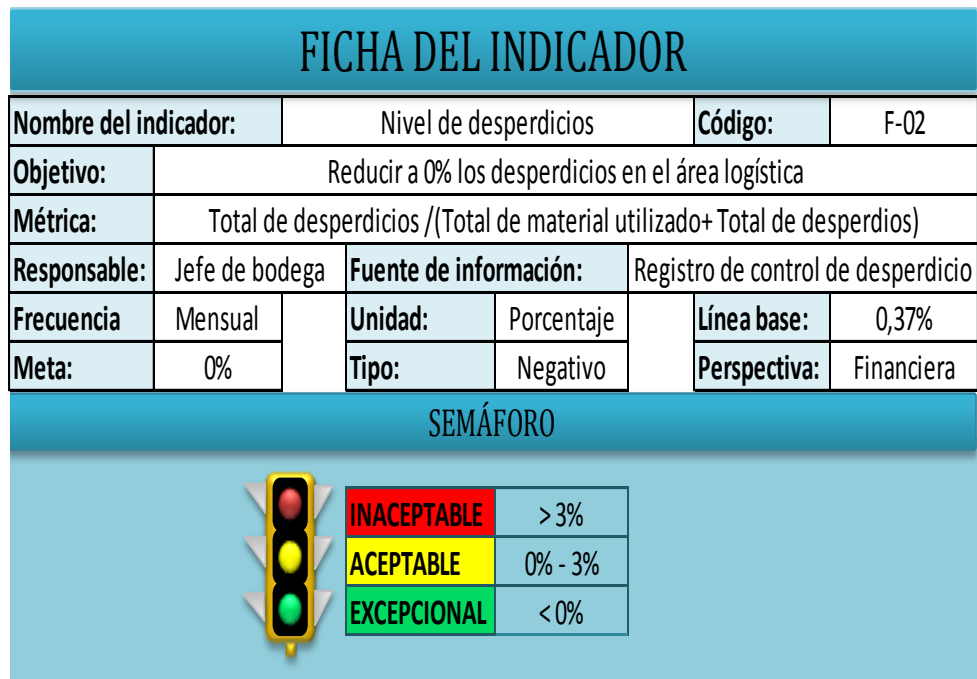 FICHA DEL INDICADOR
Nombre del indicador: Nivel de desperdicios Código: F-02
Objetivo: Reducir a 0% los desperdicios en el área logística
Métrica: Total de desperdicios /(Total de material utilizado+ Total de desperdios)
Responsable: Jefe de bodega Fuente de información: Registro de control de desperdicio
Frecuencia Mensual Unidad: Porcentaje Línea base: 0,37%
Meta: 0% Tipo: Negativo Perspectiva: Financiera
SEMÁFORO
INACEPTABLE > 3%
ACEPTABLE 0% - 3%
EXCEPCIONAL < 0%